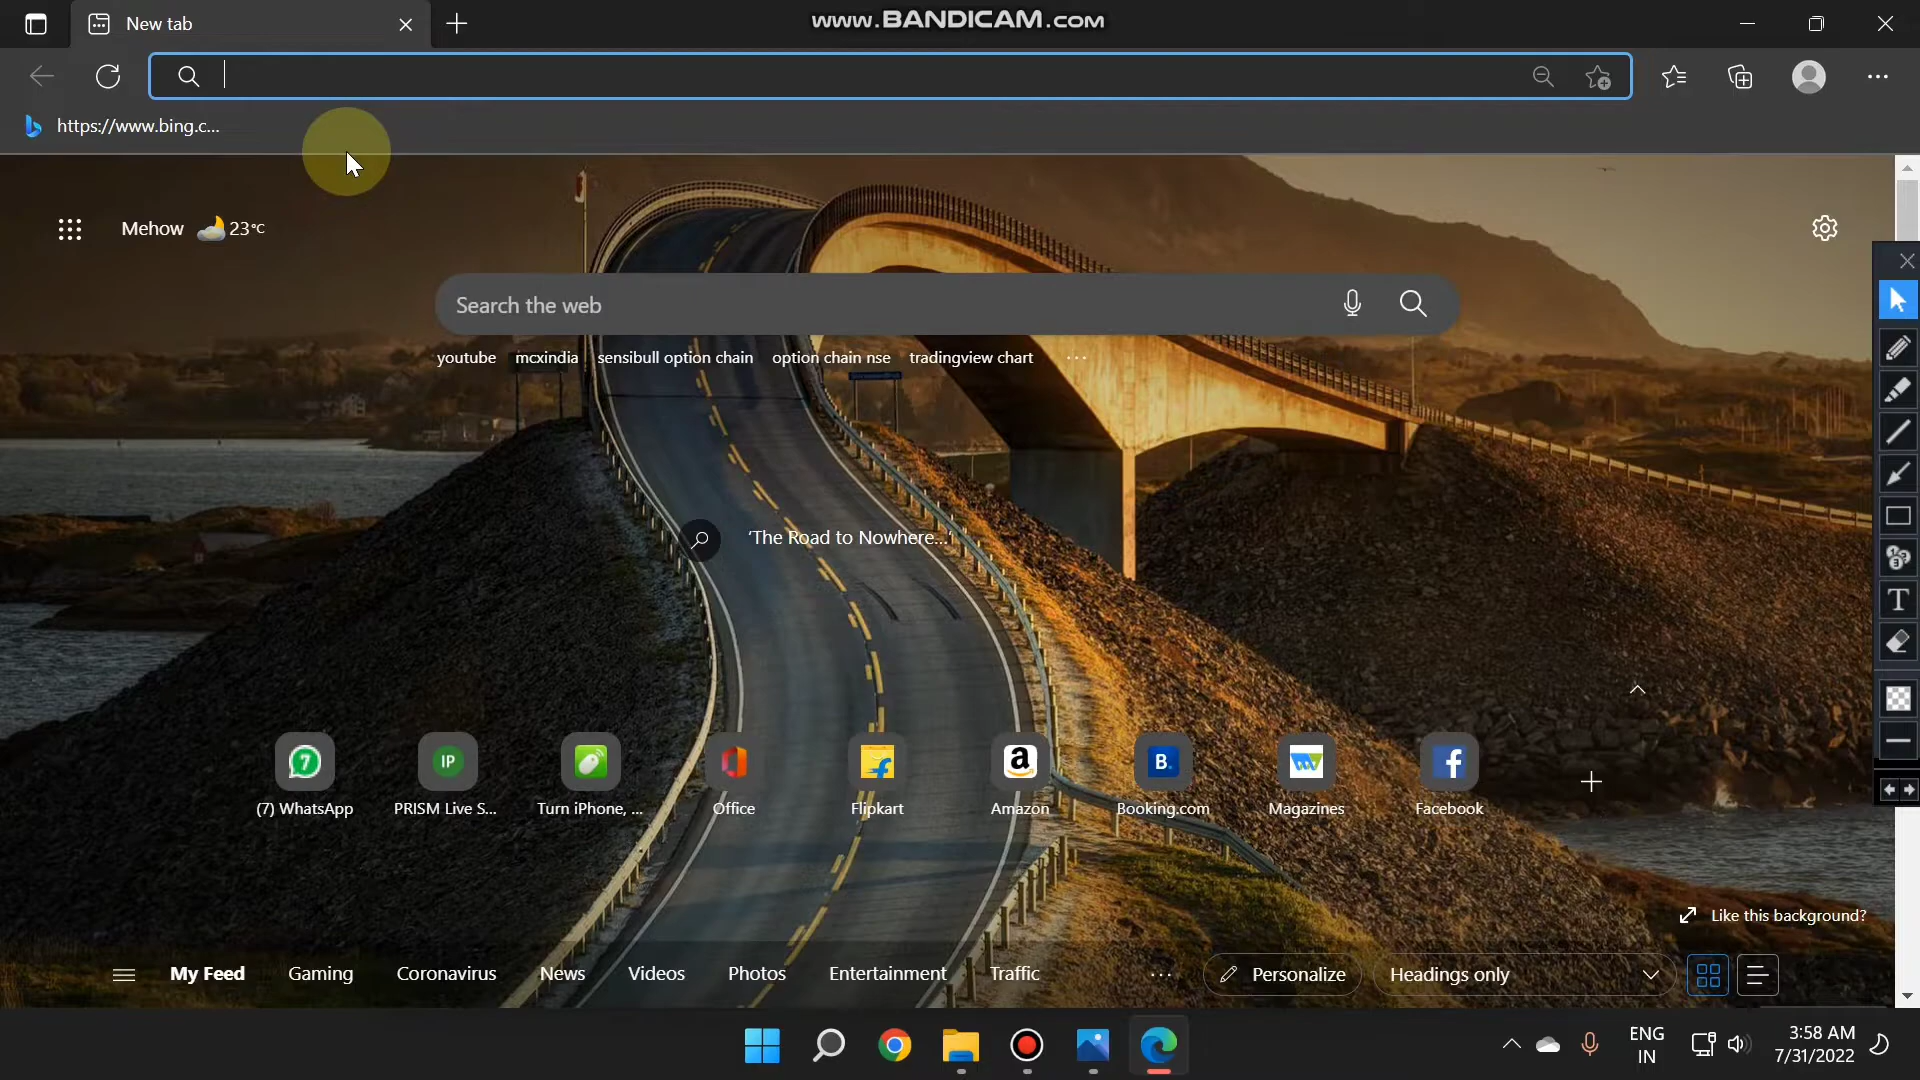 New tab
www.BANDICAM.com
https://www.bing.c...
Mehow 23°C
Search the web
youtube mcxindia sensibull option chain option chain nse tradingview chart ...
'The Road to Nowhere...'
7 IP B. a
(7) WhatsApp PRISM Live S... Turn iPhone, ... Office Flipkart Amazon Booking.com Magazines Facebook
Like this background?
My Feed Gaming Coronavirus News Videos Photos Entertainment Traffic ... Personalize Headings only
ENG
IN
3:58 AM
7/31/2022